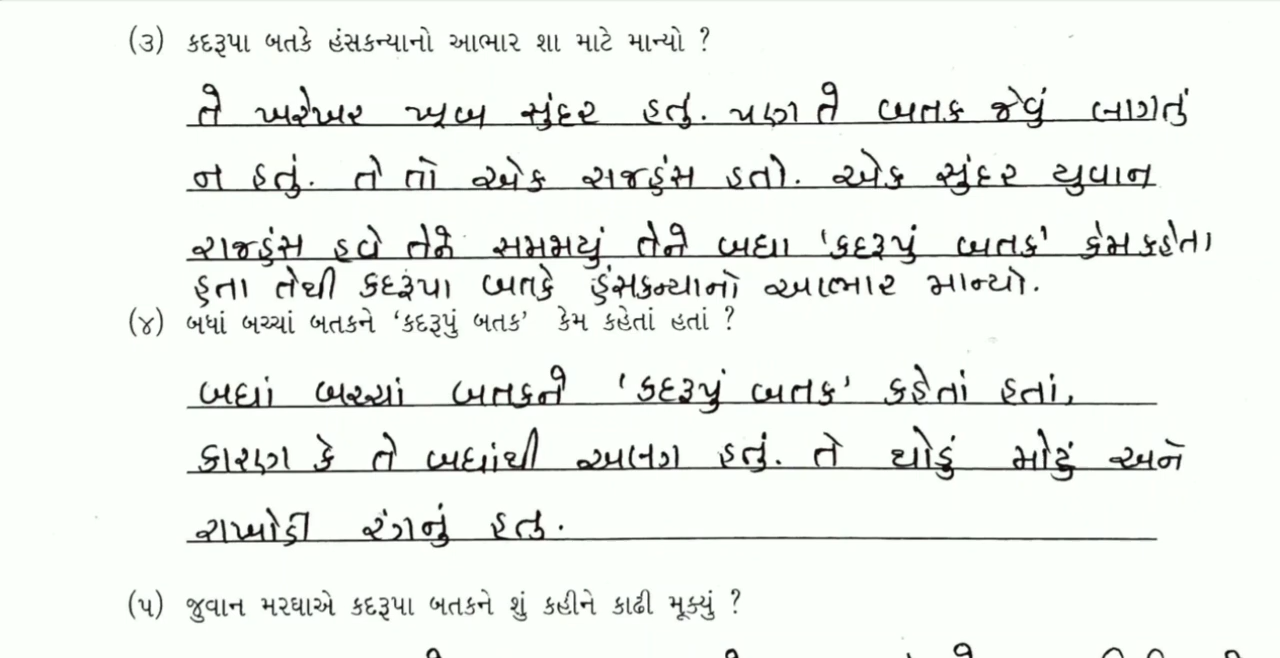 (૩) કદરૂપા બતકે હંસકન્યાનો આભાર શા માટે માન્યો ?
તે ખરેખર ખૂબ સુંદર હતું. પણ તે બતક જેવું લાગતું
ન હતું. તે તો એક રાજહંસ હતો. એક સુંદર યુવાન
રાજહંસ હવે તેને સમજાયું તેને બધા 'કદરૂપું બતક' કેમ કહેતા
હતા તેથી કદરૂપા બતકે હંસકન્યાનો આભાર માન્યો.
(૪) બધાં બચ્ચાં બતકને 'કદરૂપું બતક' કેમ કહેતાં હતાં ?
બધાં બચ્ચાં બતકને 'કદરૂપું બતક' કહેતાં હતાં,
કારણ કે તે બધાંથી અલગ હતું. તે થોડું મોટું અને
રાખોડી રંગનું હતુ.
(૫) જુવાન મરઘાએ કદરૂપા બતકને શું કહીને કાઢી મૂક્યું ?